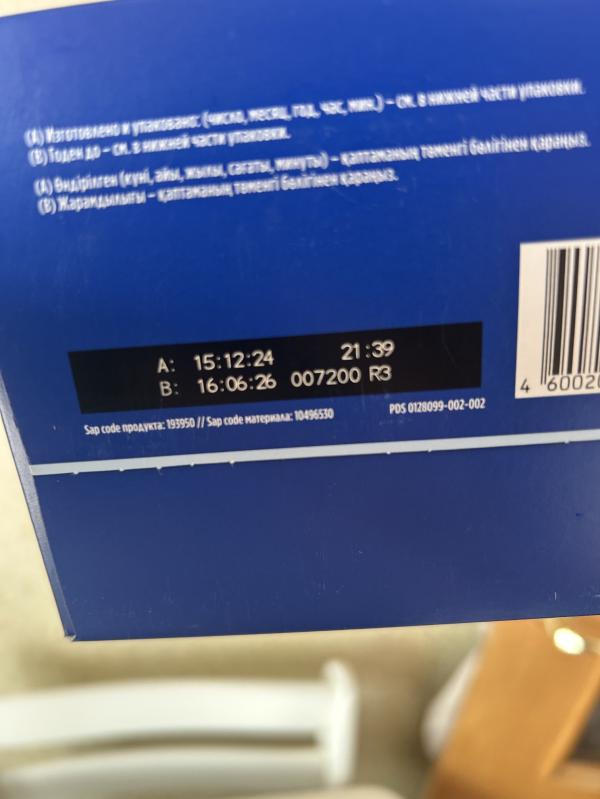 (А) Изготовлено и упаковано: (число, месяц, год, час, мин.) – см. в нижней части упаковки.
(В) Годен до – см. в нижней части упаковки.
(А) Өндірілген (күні, айы, жылы, сағаты, минуты) – қаптаманың төменгі бөлігінен қараңыз.
(В) Жарамдылығы – қаптаманың төменгі бөлігінен қараңыз.
A: 15:12:24 21:39
B: 16:06:26 007200 R3
Sap code продукта: 193950 // Sap code материала: 10496530 PDS 0128099-002-002
4 60020